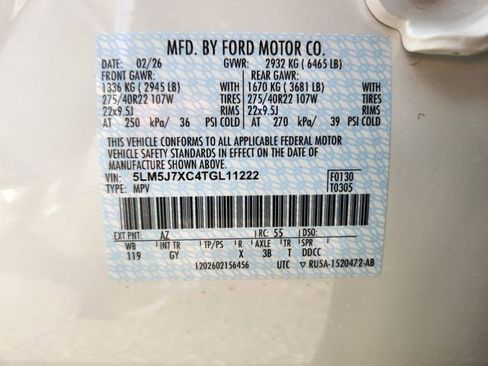 MFD. BY FORD MOTOR CO.
DATE: 02/26 GVWR: 2932 KG ( 6465 LB)
FRONT GAWR: REAR GAWR:
1336 KG ( 2945 LB) 1670 KG ( 3681 LB)
275/40R22 107W TIRES 275/40R22 107W TIRES
22x9.5J RIMS 22x9.5J RIMS
AT 250 kPa/ 36 PSI COLD AT 270 kPa/ 39 PSI COLD
THIS VEHICLE CONFORMS TO ALL APPLICABLE FEDERAL MOTOR
VEHICLE SAFETY AND BUMPER STANDARDS IN EFFECT ON THE DATE OF
MANUFACTURE SHOWN ABOVE.
VIN: 5LM5J7XC4TGL11222 F0130
TYPE: MPV T0305
EXT PNT: AZ RC: 55 DSO:
WB INT TR TP/PS R AXLE TR SPR
119 GY X 3B T DDCC
1202602156456 UTC RU5A-1520472-AB